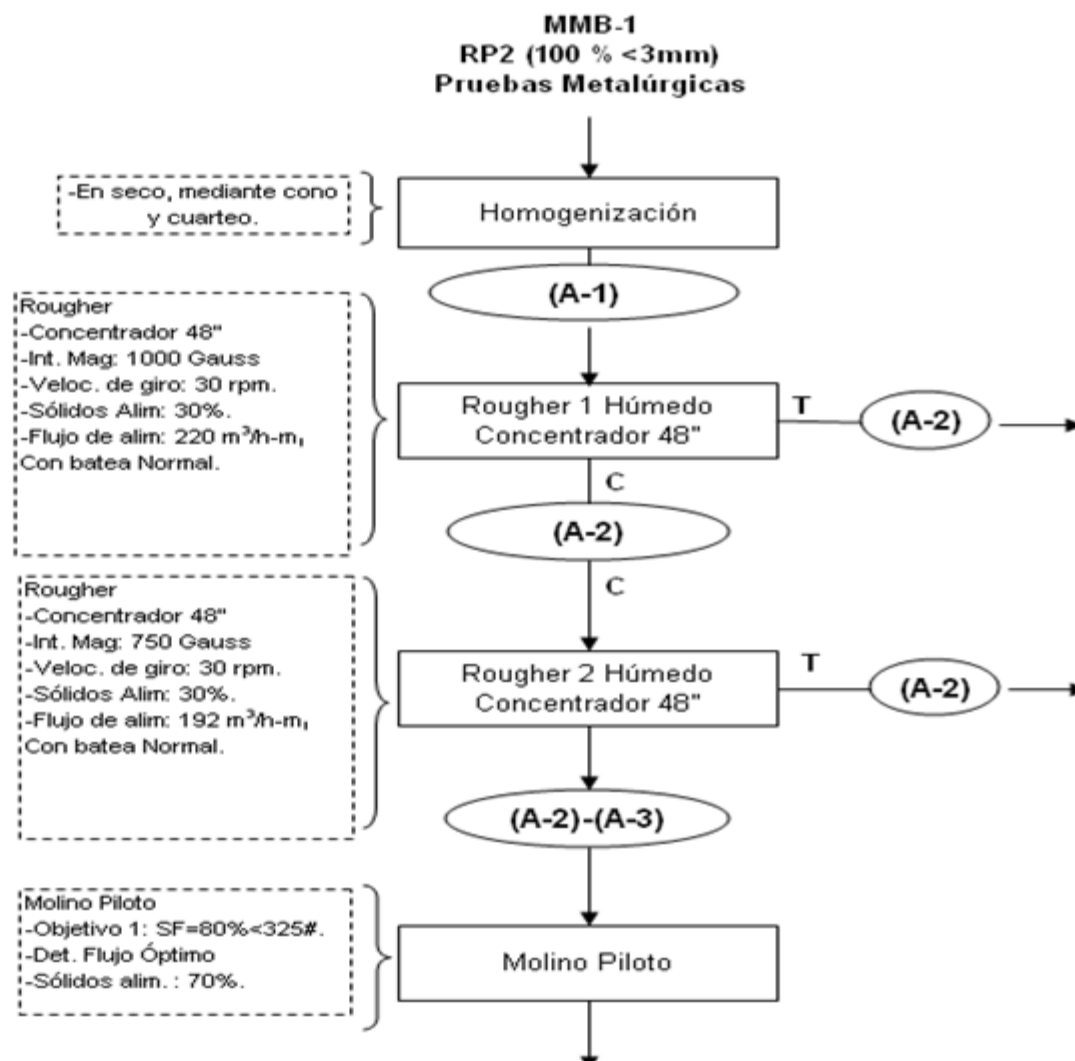 MMB-1
RP2 (100 % <3mm)
Pruebas Metalúrgicas
-En seco, mediante cono
y cuarteo.
Homogenización
(A-1)
Rougher
-Concentrador 48"
-Int. Mag: 1000 Gauss
-Veloc. de giro: 30 rpm.
-Sólidos Alim: 30%.
-Flujo de alim: 220 m³/h-m,
Con batea Normal.
Rougher 1 Húmedo
Concentrador 48"
T
(A-2)
C
(A-2)
C
Rougher
-Concentrador 48"
-Int. Mag: 750 Gauss
-Veloc. de giro: 30 rpm.
-Sólidos Alim: 30%.
-Flujo de alim: 192 m³/h-m,
Con batea Normal.
Rougher 2 Húmedo
Concentrador 48"
T
(A-2)
(A-2)-(A-3)
Molino Piloto
-Objetivo 1: SF=80%<325#.
-Det. Flujo Óptimo
-Sólidos alim. : 70%.
Molino Piloto